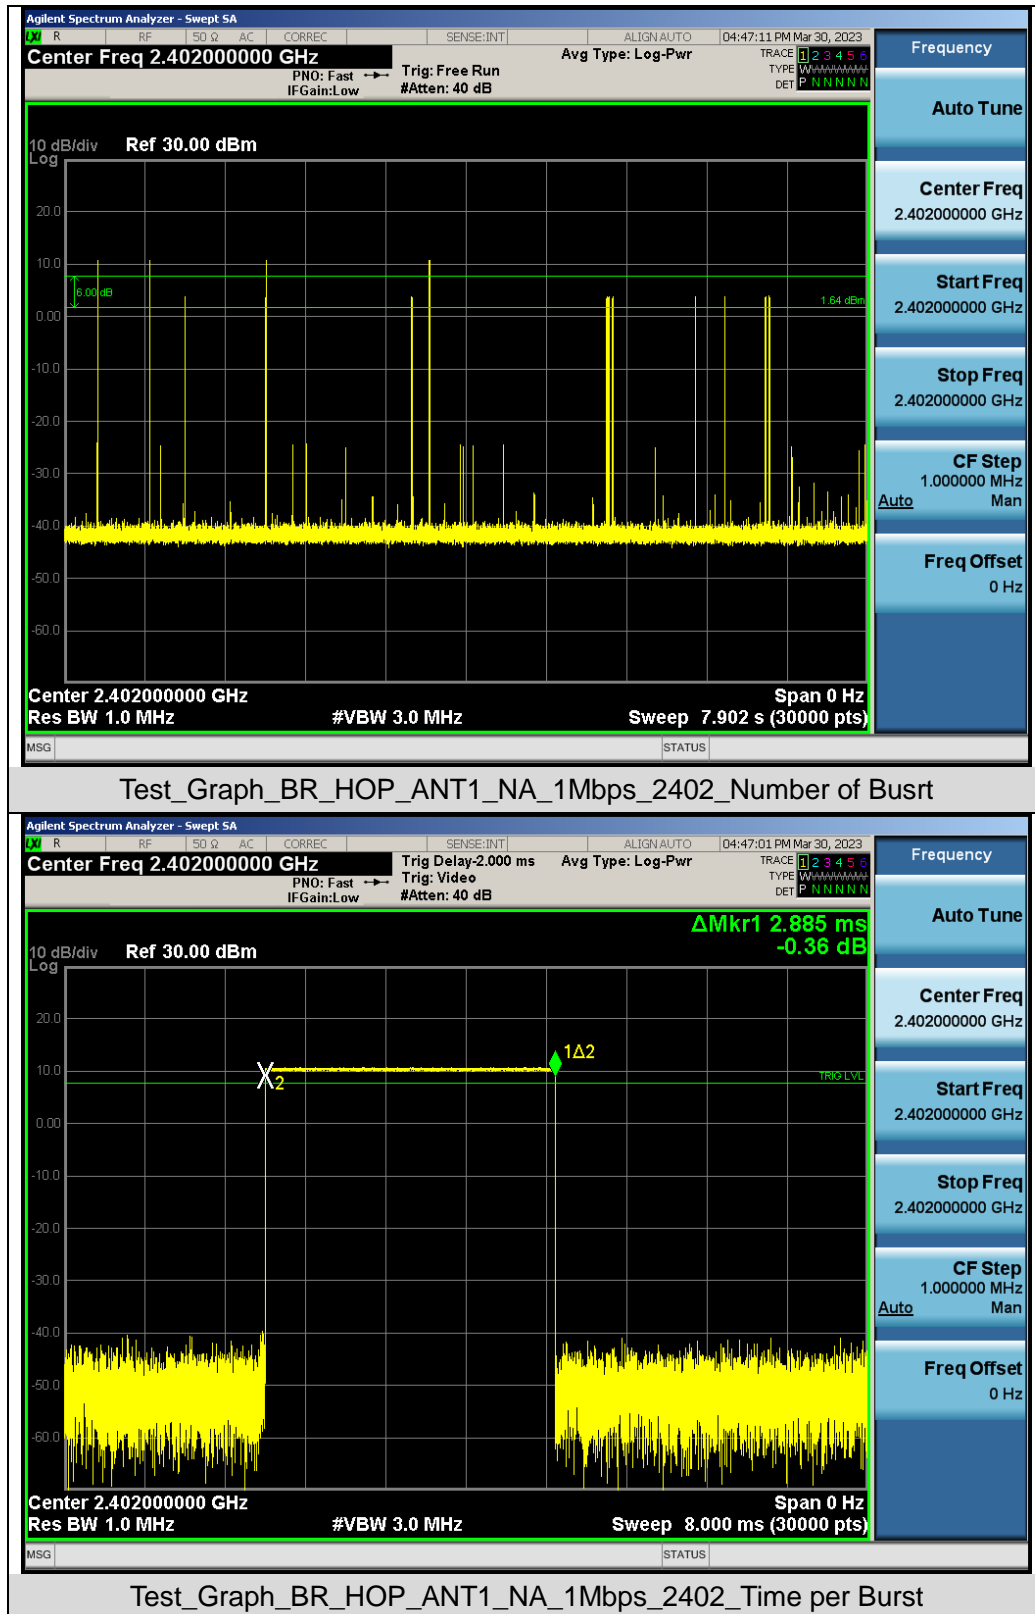 Agilent Spectrum Analyzer - Swept SA
LXI R RF 50 Ω AC CORREC SENSE:INT ALIGN AUTO 04:47:11 PM Mar 30, 2023
Center Freq 2.402000000 GHz
PNO: Fast
IFGain:Low
Trig: Free Run
#Atten: 40 dB
Avg Type: Log-Pwr
TRACE 1 2 3 4 5 6
TYPE WWWWWW
DET P N N N N N
10 dB/div
Log
Ref 30.00 dBm
20.0
10.0
6.00 dB
1.64 dBm
0.00
-10.0
-20.0
-30.0
-40.0
-50.0
-60.0
Center 2.402000000 GHz Span 0 Hz
Res BW 1.0 MHz #VBW 3.0 MHz Sweep 7.902 s (30000 pts)
MSG STATUS
Frequency
Auto Tune
Center Freq
2.402000000 GHz
Start Freq
2.402000000 GHz
Stop Freq
2.402000000 GHz
CF Step
1.000000 MHz
Auto Man
Freq Offset
0 Hz
Test_Graph_BR_HOP_ANT1_NA_1Mbps_2402_Number of Busrt
Agilent Spectrum Analyzer - Swept SA
LXI R RF 50 Ω AC CORREC SENSE:INT ALIGN AUTO 04:47:01 PM Mar 30, 2023
Center Freq 2.402000000 GHz
PNO: Fast
IFGain:Low
Trig Delay-2.000 ms
Trig: Video
#Atten: 40 dB
Avg Type: Log-Pwr
TRACE 1 2 3 4 5 6
TYPE WWWWWW
DET P N N N N N
ΔMkr1 2.885 ms
-0.36 dB
10 dB/div
Log
Ref 30.00 dBm
20.0
1Δ2
10.0
2
TRIG LVL
0.00
-10.0
-20.0
-30.0
-40.0
-50.0
-60.0
Center 2.402000000 GHz Span 0 Hz
Res BW 1.0 MHz #VBW 3.0 MHz Sweep 8.000 ms (30000 pts)
MSG STATUS
Frequency
Auto Tune
Center Freq
2.402000000 GHz
Start Freq
2.402000000 GHz
Stop Freq
2.402000000 GHz
CF Step
1.000000 MHz
Auto Man
Freq Offset
0 Hz
Test_Graph_BR_HOP_ANT1_NA_1Mbps_2402_Time per Burst